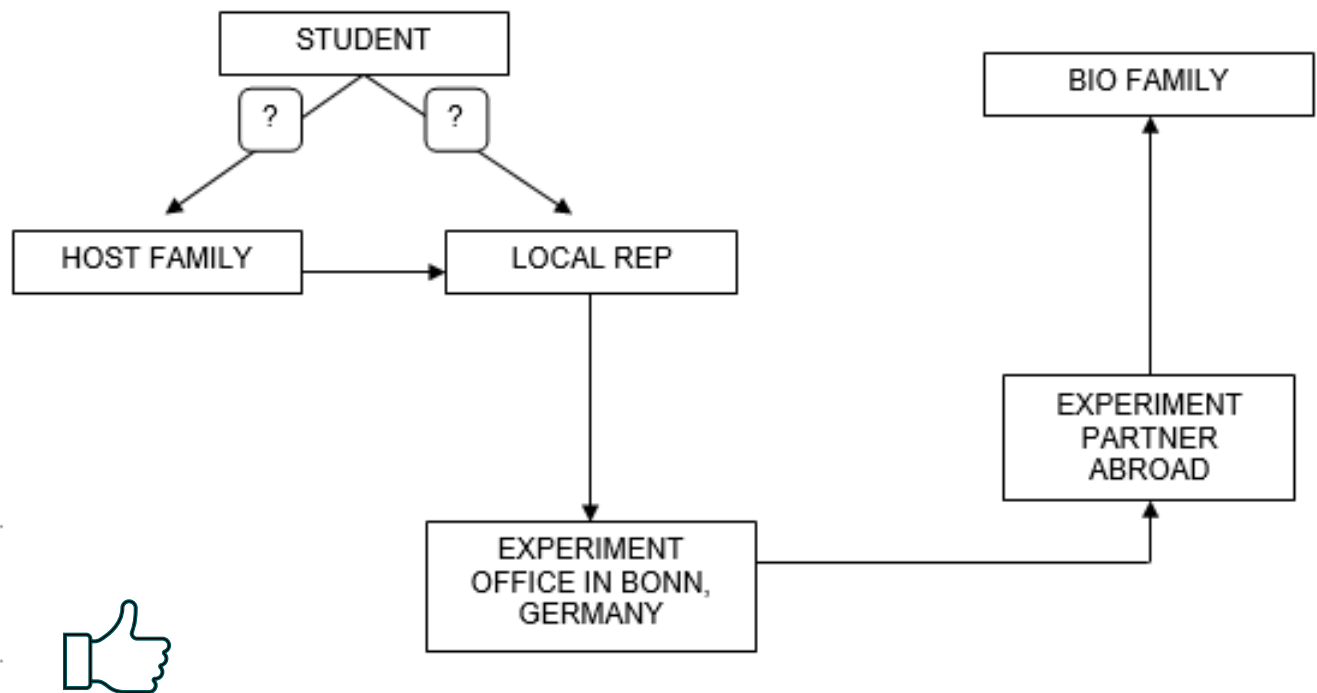 STUDENT
BIO FAMILY
?
?
HOST FAMILY
LOCAL REP
EXPERIMENT
PARTNER
ABROAD
EXPERIMENT
OFFICE IN BONN,
GERMANY